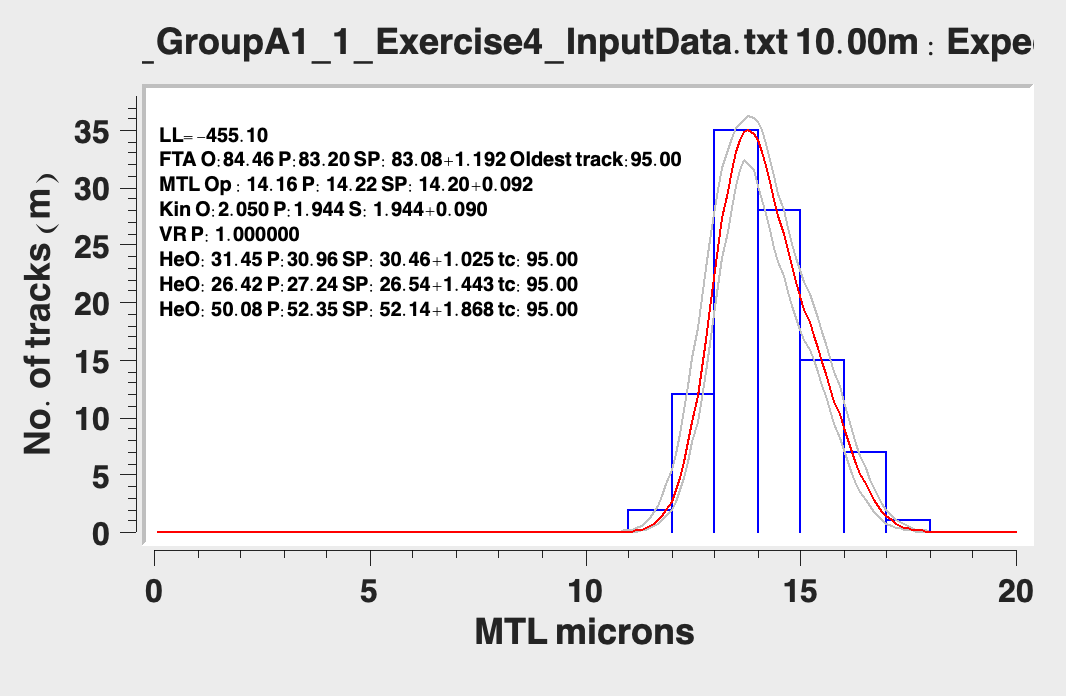 _GroupA1_1_Exercise4_InputData.txt 10.00m : Expe
LL=-455.10
FTA O:84.46 P:83.20 SP: 83.08+1.192 Oldest track:95.00
MTL Op : 14.16 P: 14.22 SP: 14.20+0.092
Kin O:2.050 P:1.944 S: 1.944+0.090
VR P: 1.000000
HeO: 31.45 P:30.96 SP: 30.46+1.025 tc: 95.00
HeO: 26.42 P:27.24 SP: 26.54+1.443 tc: 95.00
HeO: 50.08 P:52.35 SP: 52.14+1.868 tc: 95.00
No. of tracks (m)
35
30
25
20
15
10
5
0
0 5 10 15 20
MTL microns